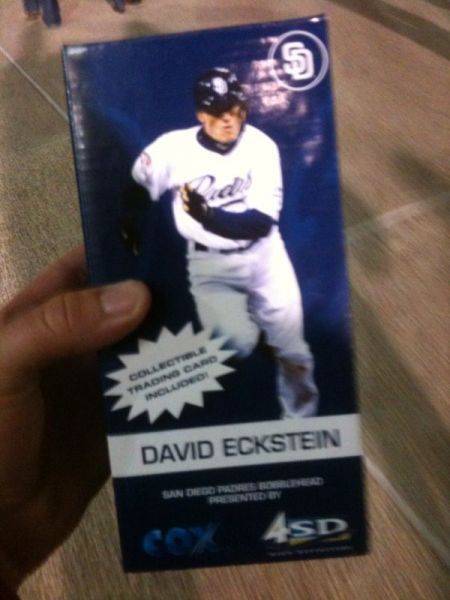 SD
Padres
COLLECTIBLE
TRADING CARD
INCLUDED!
DAVID ECKSTEIN
SAN DIEGO PADRES BOBBLEHEAD
PRESENTED BY
COX
4SD